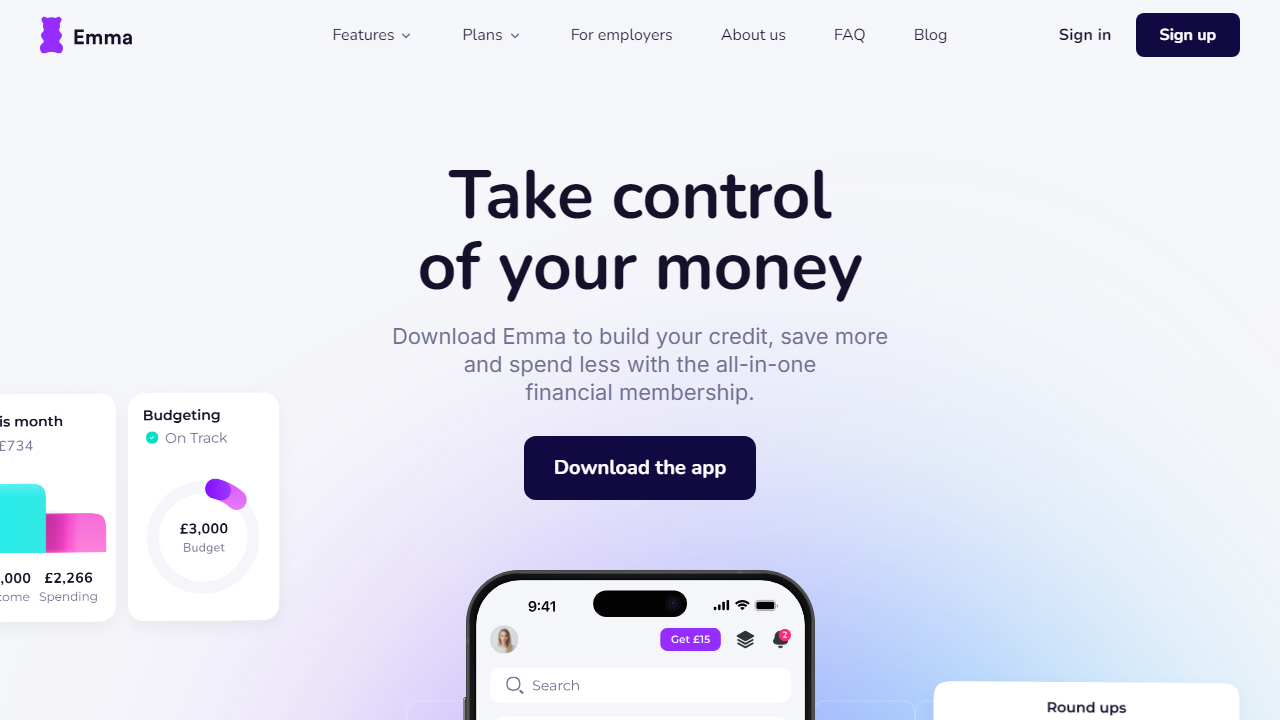 Emma
Features
Plans
For employers
About us
FAQ
Blog
Sign in
Sign up
Take control
of your money
Download Emma to build your credit, save more
and spend less with the all-in-one
financial membership.
Download the app
is month
£734
,000 £2,266
come Spending
Budgeting
On Track
£3,000
Budget
9:41
Get £15
2
Search
Round ups